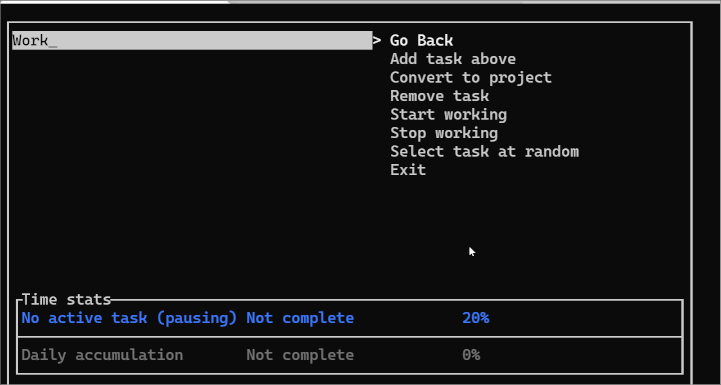 Work_
> Go Back
Add task above
Convert to project
Remove task
Start working
Stop working
Select task at random
Exit
Time stats
No active task (pausing) Not complete 20%
Daily accumulation Not complete 0%